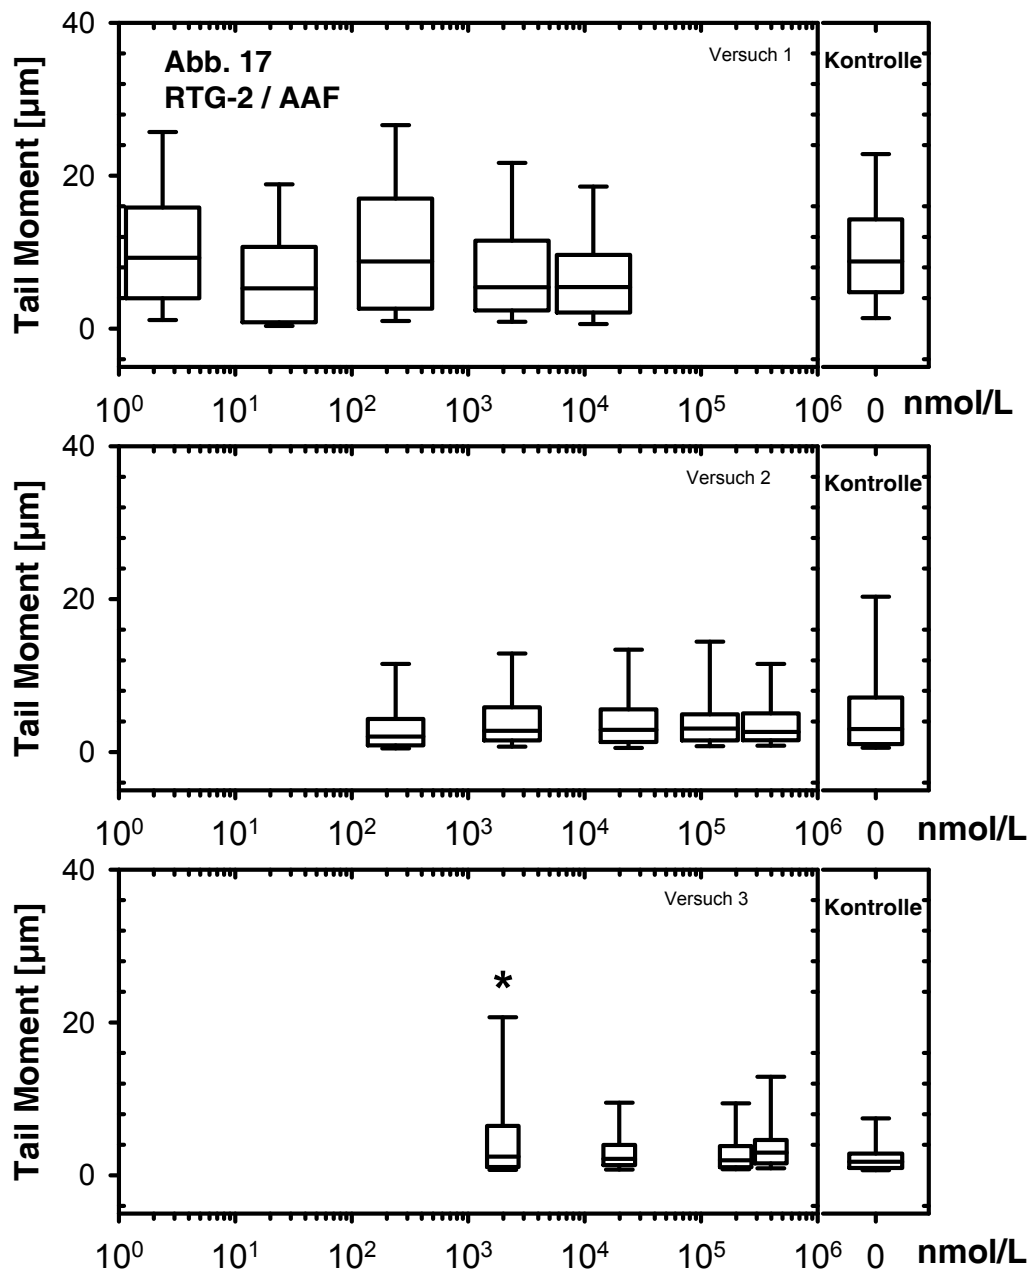 40
Abb. 17
RTG-2 / AAF
Versuch 1
Kontrolle
Tail Moment [µm]
20
0
10⁰ 10¹ 10² 10³ 10⁴ 10⁵ 10⁶ 0 nmol/L
40
Versuch 2
Kontrolle
Tail Moment [µm]
20
0
10⁰ 10¹ 10² 10³ 10⁴ 10⁵ 10⁶ 0 nmol/L
40
Versuch 3
Kontrolle
Tail Moment [µm]
*
20
0
10⁰ 10¹ 10² 10³ 10⁴ 10⁵ 10⁶ 0 nmol/L